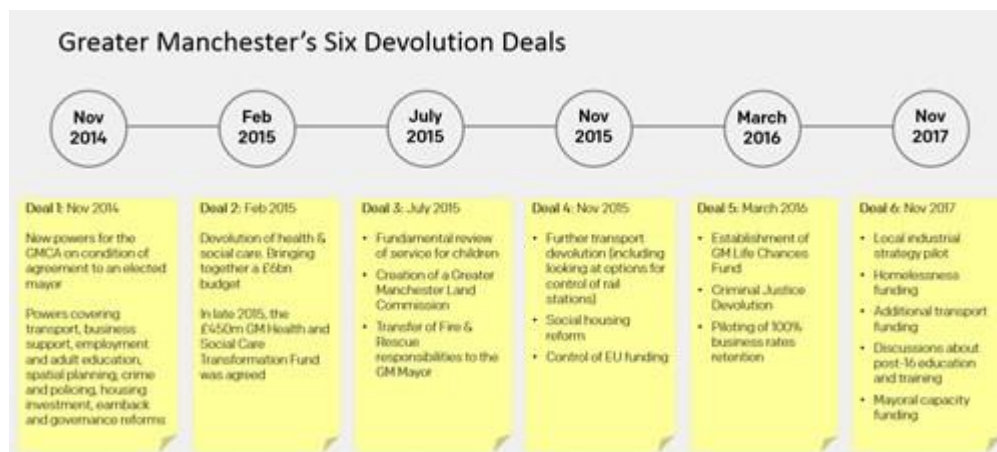 Greater Manchester's Six Devolution Deals
Nov
2014
Feb
2015
July
2015
Nov
2015
March
2016
Nov
2017
Deal 1: Nov 2014
New powers for the
GMCA on condition of
agreement to an elected
mayor
Powers covering
transport, business
support, employment
and adult education,
spatial planning, crime
and policing, housing
investment, earnback
and governance reforms
Deal 2: Feb 2015
Devolution of health &
social care. Bringing
together a £6bn
budget
In late 2015, the
£450m GM Health and
Social Care
Transformation Fund
was agreed
Deal 3: July 2015
• Fundamental review
of service for children
• Creation of a Greater
Manchester Land
Commission
• Transfer of Fire &
Rescue
responsibilities to the
GM Mayor
Deal 4: Nov 2015
• Further transport
devolution (including
looking at options for
control of rail
stations)
• Social housing
reform
• Control of EU funding
Deal 5: March 2016
• Establishment of
GM Life Chances
Fund
• Criminal Justice
Devolution
• Piloting of 100%
business rates
retention
Deal 6: Nov 2017
• Local industrial
strategy pilot
• Homelessness
funding
• Additional transport
funding
• Discussions about
post-16 education
and training
• Mayoral capacity
funding